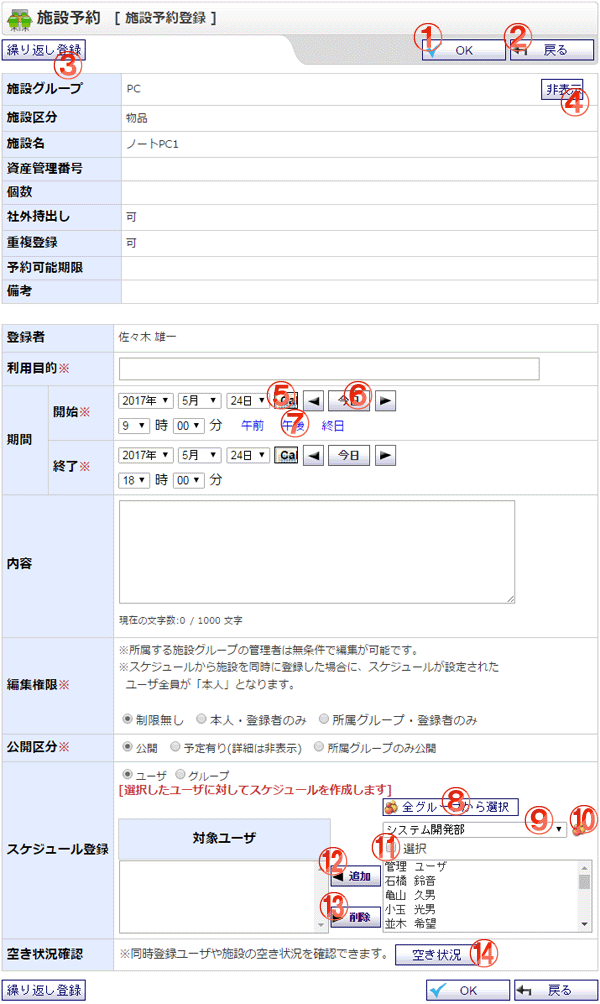 施設予約 [ 施設予約登録 ]
① OK ② 戻る
繰り返し登録
③
施設グループ PC 非表示
④
施設区分 物品
施設名 ノートPC1
資産管理番号
個数
社外持出し 可
重複登録 可
予約可能期限
備考
登録者 佐々木 雄一
利用目的※
期間
開始※ 2017年 5月 24日 ⑤ Cal ◀ ⑥ 今日 ▶
9 時 00 分 午前 ⑦ 午後 終日
終了※ 2017年 5月 24日 Cal ◀ 今日 ▶
18 時 00 分
内容
現在の文字数:0 / 1000 文字
編集権限※
※所属する施設グループの管理者は無条件で編集が可能です。
※スケジュールから施設を同時に登録した場合に、スケジュールが設定された
ユーザ全員が「本人」となります。
制限無し 本人・登録者のみ 所属グループ・登録者のみ
公開区分※ 公開 予定有り(詳細は非表示) 所属グループのみ公開
スケジュール登録
ユーザ グループ
[選択したユーザに対してスケジュールを作成します]
⑧ 全グループから選択
対象ユーザ
システム開発部 ⑨ ⑩
⑪ 選択
⑫ ◀ 追加
⑬ ▶ 削除
管理 ユーザ
石橋 鈴音
亀山 久男
小玉 光男
並木 希望
空き状況確認 ※同時登録ユーザや施設の空き状況を確認できます。 空き状況 ⑭
繰り返し登録 OK 戻る